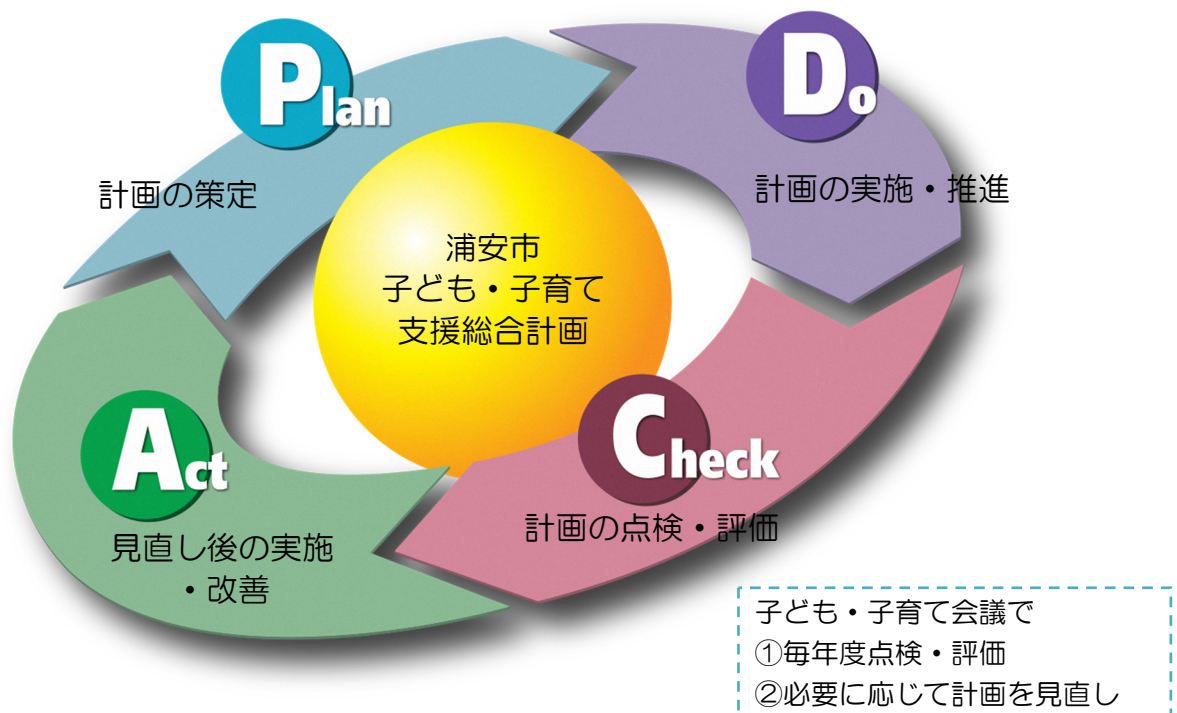 Plan
計画の策定
Do
計画の実施・推進
浦安市
子ども・子育て
支援総合計画
Check
計画の点検・評価
Act
見直し後の実施
・改善
子ども・子育て会議で
①毎年度点検・評価
②必要に応じて計画を見直し